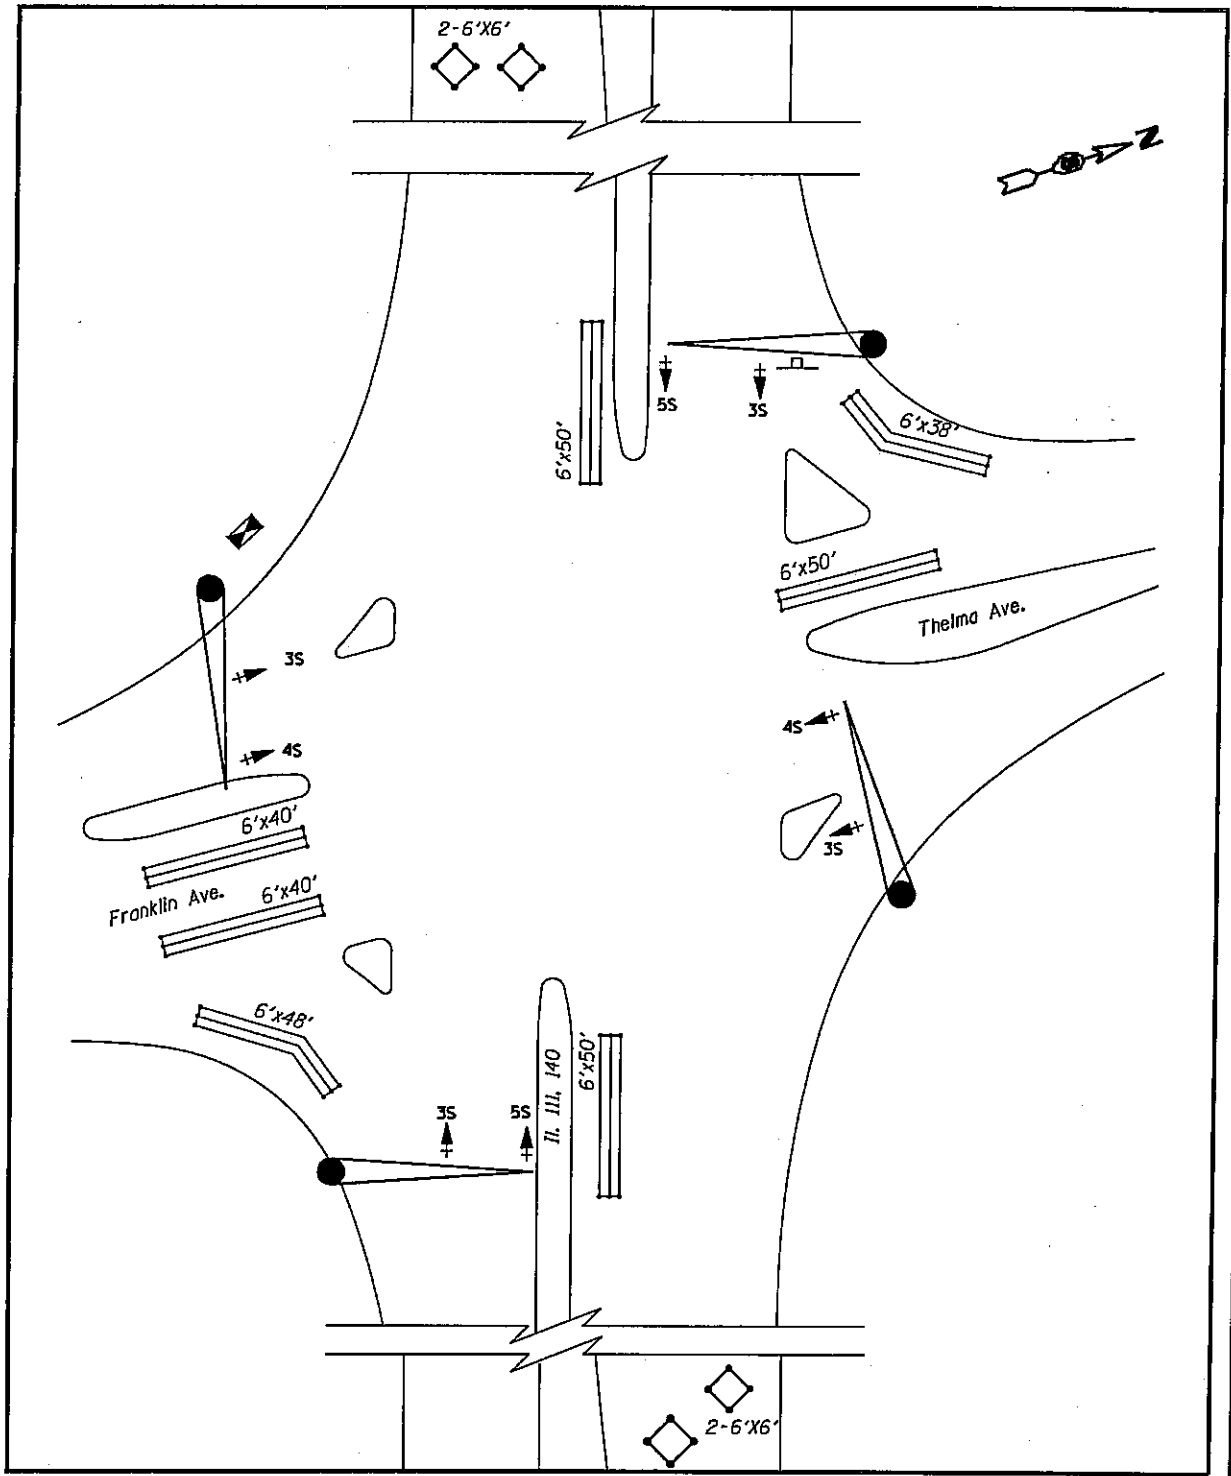 2-6'X6'
N
5S
3S
6'x50'
6'x38'
6'x50'
Thelma Ave.
3S
4S
4S
6'x40'
3S
Franklin Ave.
6'x40'
6'x48'
Il. 111, 140
6'x50'
3S
5S
2-6'X6'